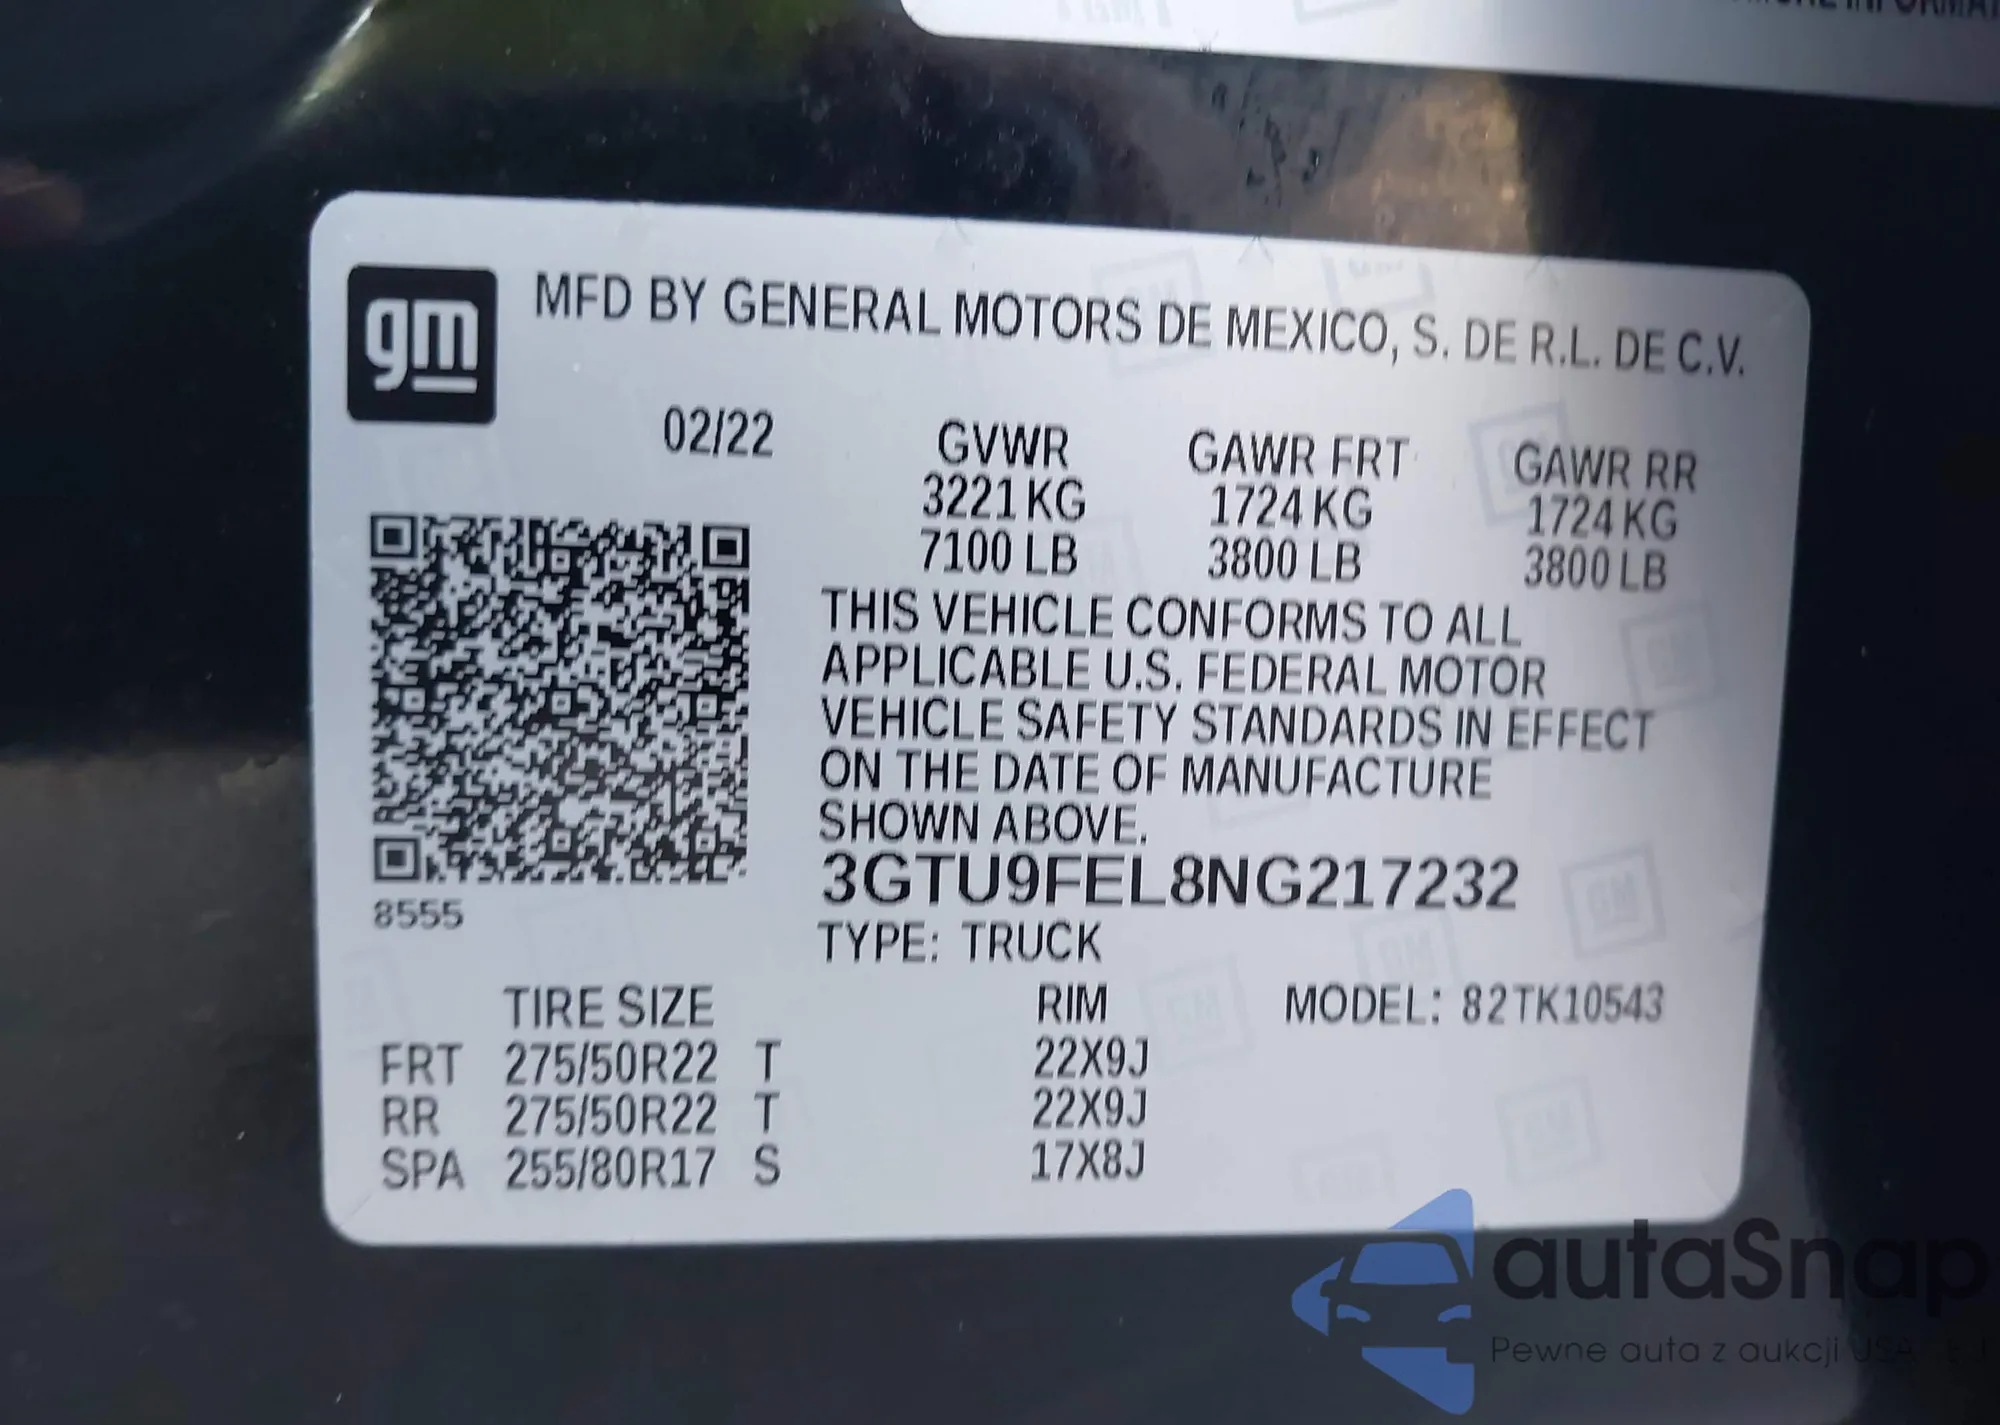 MORE INFORMAT
gm
MFD BY GENERAL MOTORS DE MEXICO, S. DE R.L. DE C.V.
02/22
GVWR GAWR FRT GAWR RR
3221 KG 1724 KG 1724 KG
7100 LB 3800 LB 3800 LB
THIS VEHICLE CONFORMS TO ALL
APPLICABLE U.S. FEDERAL MOTOR
VEHICLE SAFETY STANDARDS IN EFFECT
ON THE DATE OF MANUFACTURE
SHOWN ABOVE.
3GTU9FEL8NG217232
8555
TYPE: TRUCK
TIRE SIZE RIM MODEL: 82TK10543
FRT 275/50R22 T 22X9J
RR 275/50R22 T 22X9J
SPA 255/80R17 S 17X8J
autaSnap
Pewne auta z aukcji USA